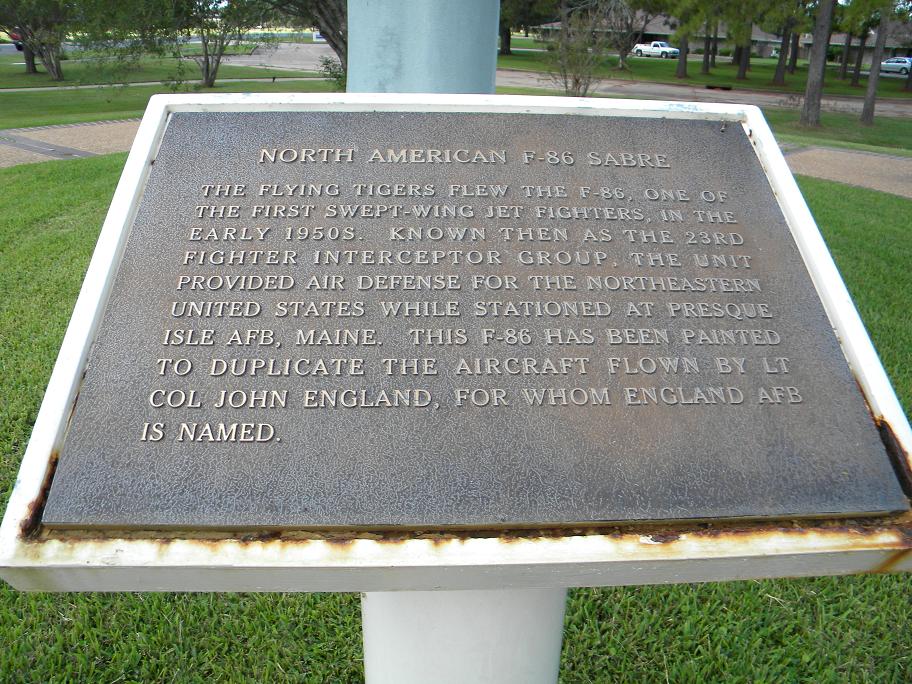 NORTH AMERICAN F-86 SABRE
THE FLYING TIGERS FLEW THE F-86, ONE OF
THE FIRST SWEPT-WING JET FIGHTERS, IN THE
EARLY 1950S. KNOWN THEN AS THE 23RD
FIGHTER INTERCEPTOR GROUP, THE UNIT
PROVIDED AIR DEFENSE FOR THE NORTHEASTERN
UNITED STATES WHILE STATIONED AT PRESQUE
ISLE AFB, MAINE. THIS F-86 HAS BEEN PAINTED
TO DUPLICATE THE AIRCRAFT FLOWN BY LT
COL JOHN ENGLAND, FOR WHOM ENGLAND AFB
IS NAMED.